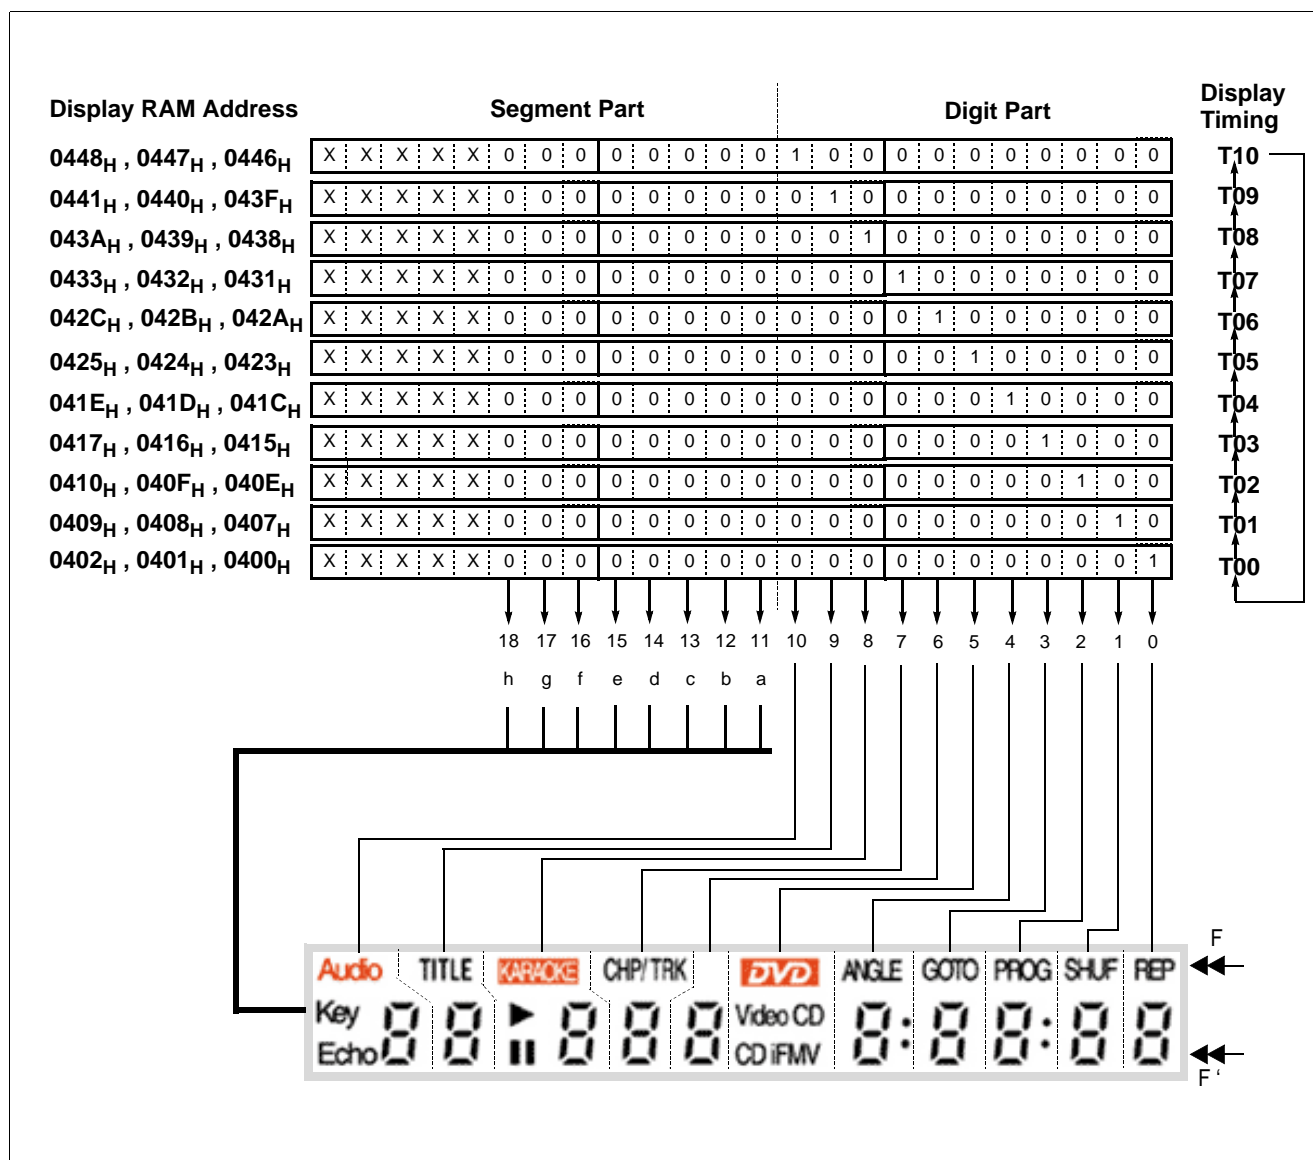 Display RAM Address Segment Part Digit Part Display Timing
0448H , 0447H , 0446H X X X X X 0 0 0 0 0 0 0 0 1 0 0 0 0 0 0 0 0 0 0 T10
0441H , 0440H , 043FH X X X X X 0 0 0 0 0 0 0 0 0 1 0 0 0 0 0 0 0 0 0 T09
043AH , 0439H , 0438H X X X X X 0 0 0 0 0 0 0 0 0 0 1 0 0 0 0 0 0 0 0 T08
0433H , 0432H , 0431H X X X X X 0 0 0 0 0 0 0 0 0 0 0 1 0 0 0 0 0 0 0 T07
042CH , 042BH , 042AH X X X X X 0 0 0 0 0 0 0 0 0 0 0 0 1 0 0 0 0 0 0 T06
0425H , 0424H , 0423H X X X X X 0 0 0 0 0 0 0 0 0 0 0 0 0 1 0 0 0 0 0 T05
041EH , 041DH , 041CH X X X X X 0 0 0 0 0 0 0 0 0 0 0 0 0 0 1 0 0 0 0 T04
0417H , 0416H , 0415H X X X X X 0 0 0 0 0 0 0 0 0 0 0 0 0 0 0 1 0 0 0 T03
0410H , 040FH , 040EH X X X X X 0 0 0 0 0 0 0 0 0 0 0 0 0 0 0 0 1 0 0 T02
0409H , 0408H , 0407H X X X X X 0 0 0 0 0 0 0 0 0 0 0 0 0 0 0 0 0 1 0 T01
0402H , 0401H , 0400H X X X X X 0 0 0 0 0 0 0 0 0 0 0 0 0 0 0 0 0 0 1 T00
18 17 16 15 14 13 12 11 10 9 8 7 6 5 4 3 2 1 0
h g f e d c b a
F
Audio TITLE KARAOKE CHP/TRK DVD ANGLE GOTO PROG SHUF REP
Key 8 8 8 8 8 Video CD 8: 8 8: 8 8
Echo CD iFMV
F ‘